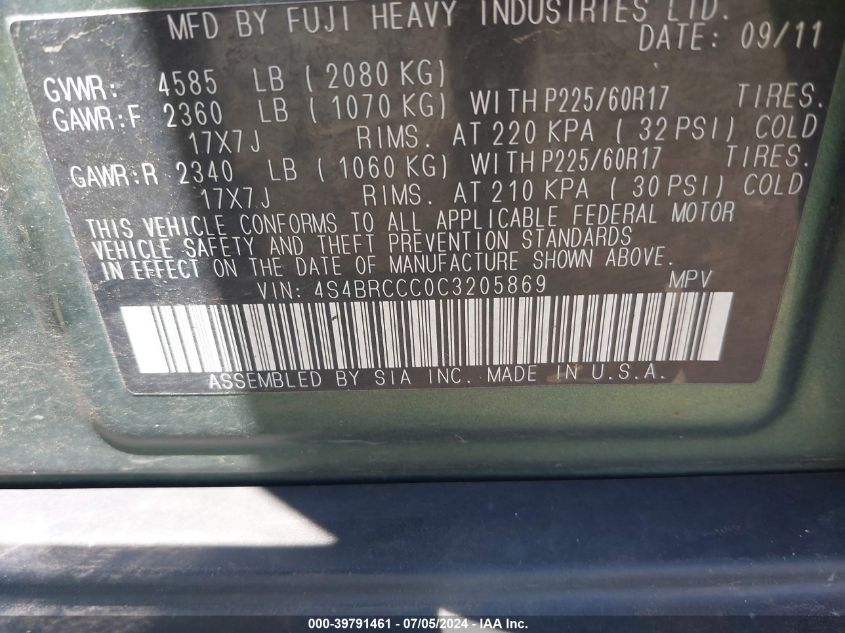 MFD BY FUJI HEAVY INDUSTRIES LTD.
DATE: 09/11
GVWR: 4585 LB ( 2080 KG)
GAWR:F 2360 LB ( 1070 KG) WITH P225/60R17 TIRES.
17X7J RIMS. AT 220 KPA ( 32 PSI) COLD
GAWR:R 2340 LB ( 1060 KG) WITH P225/60R17 TIRES.
17X7J RIMS. AT 210 KPA ( 30 PSI) COLD
THIS VEHICLE CONFORMS TO ALL APPLICABLE FEDERAL MOTOR
VEHICLE SAFETY AND THEFT PREVENTION STANDARDS
IN EFFECT ON THE DATE OF MANUFACTURE SHOWN ABOVE.
VIN: 4S4BRCCC0C3205869 MPV
ASSEMBLED BY SIA INC. MADE IN U.S.A.
000-39791461 - 07/05/2024 - IAA Inc.